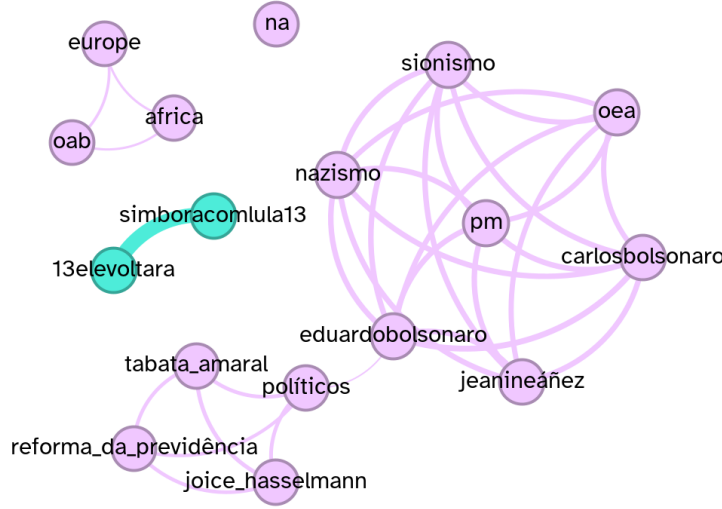 na
europe
sionismo
oea
africa
oab
nazismo
simboracomlula13
pm
carlosbolsonaro
13elevoltara
eduardobolsonaro
tabata_amaral
políticos
jeanineáñez
reforma_da_previdência
joice_hasselmann